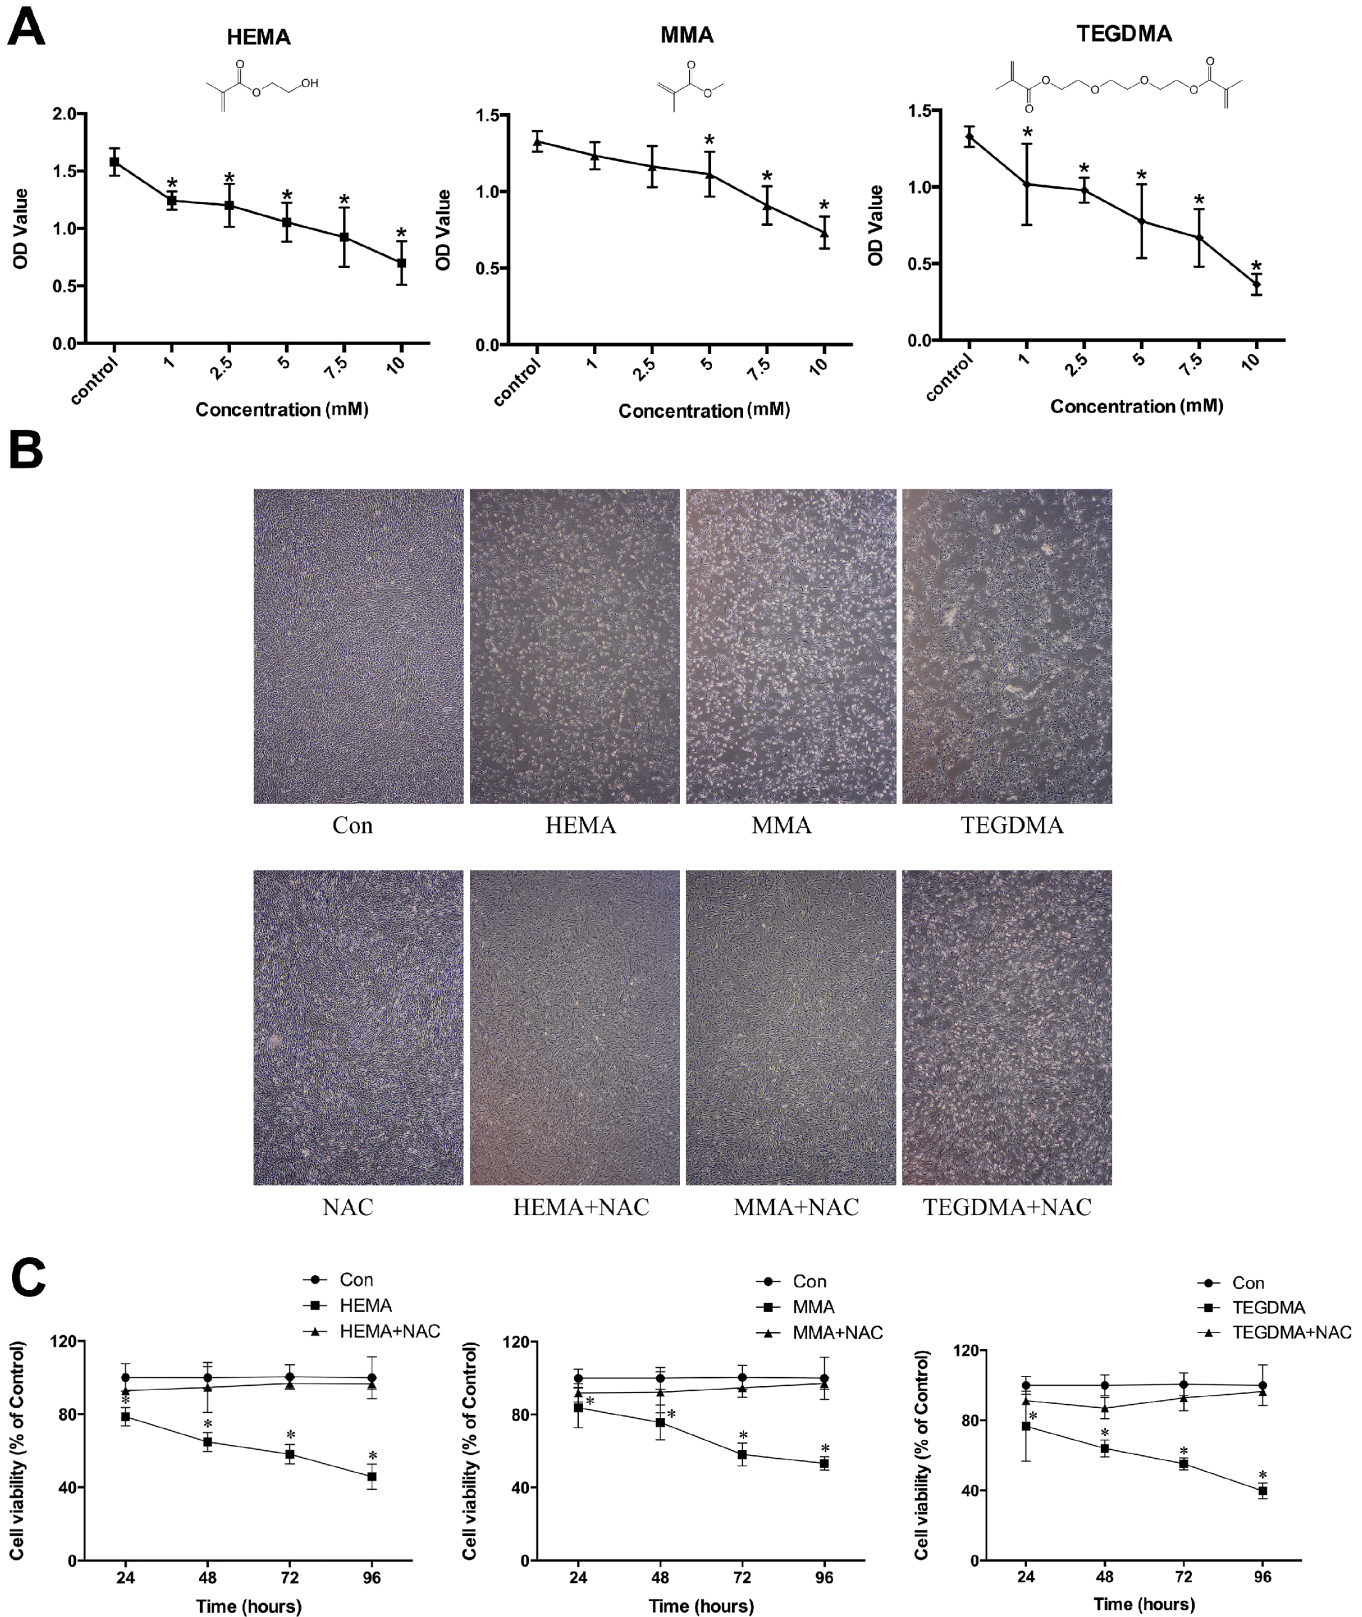 A
HEMA
MMA
TEGDMA
O
O
OH
O
O
O
O
O
O
O
O
2.0
1.5
1.0
0.5
0.0
OD Value
*
*
*
*
*
control
1
2.5
5
7.5
10
Concentration (mM)
1.5
1.0
0.5
0.0
OD Value
*
*
*
control
1
2.5
5
7.5
10
Concentration (mM)
1.5
1.0
0.5
0.0
OD Value
*
*
*
*
*
control
1
2.5
5
7.5
10
Concentration (mM)
B
Con
HEMA
MMA
TEGDMA
NAC
HEMA+NAC
MMA+NAC
TEGDMA+NAC
C
Con
HEMA
HEMA+NAC
120
80
40
0
Cell viability (% of Control)
*
*
*
*
24
48
72
96
Time (hours)
Con
MMA
MMA+NAC
120
80
40
0
Cell viability (% of Control)
*
*
*
*
24
48
72
96
Time (hours)
Con
TEGDMA
TEGDMA+NAC
120
80
40
0
Cell viability (% of Control)
*
*
*
*
24
48
72
96
Time (hours)